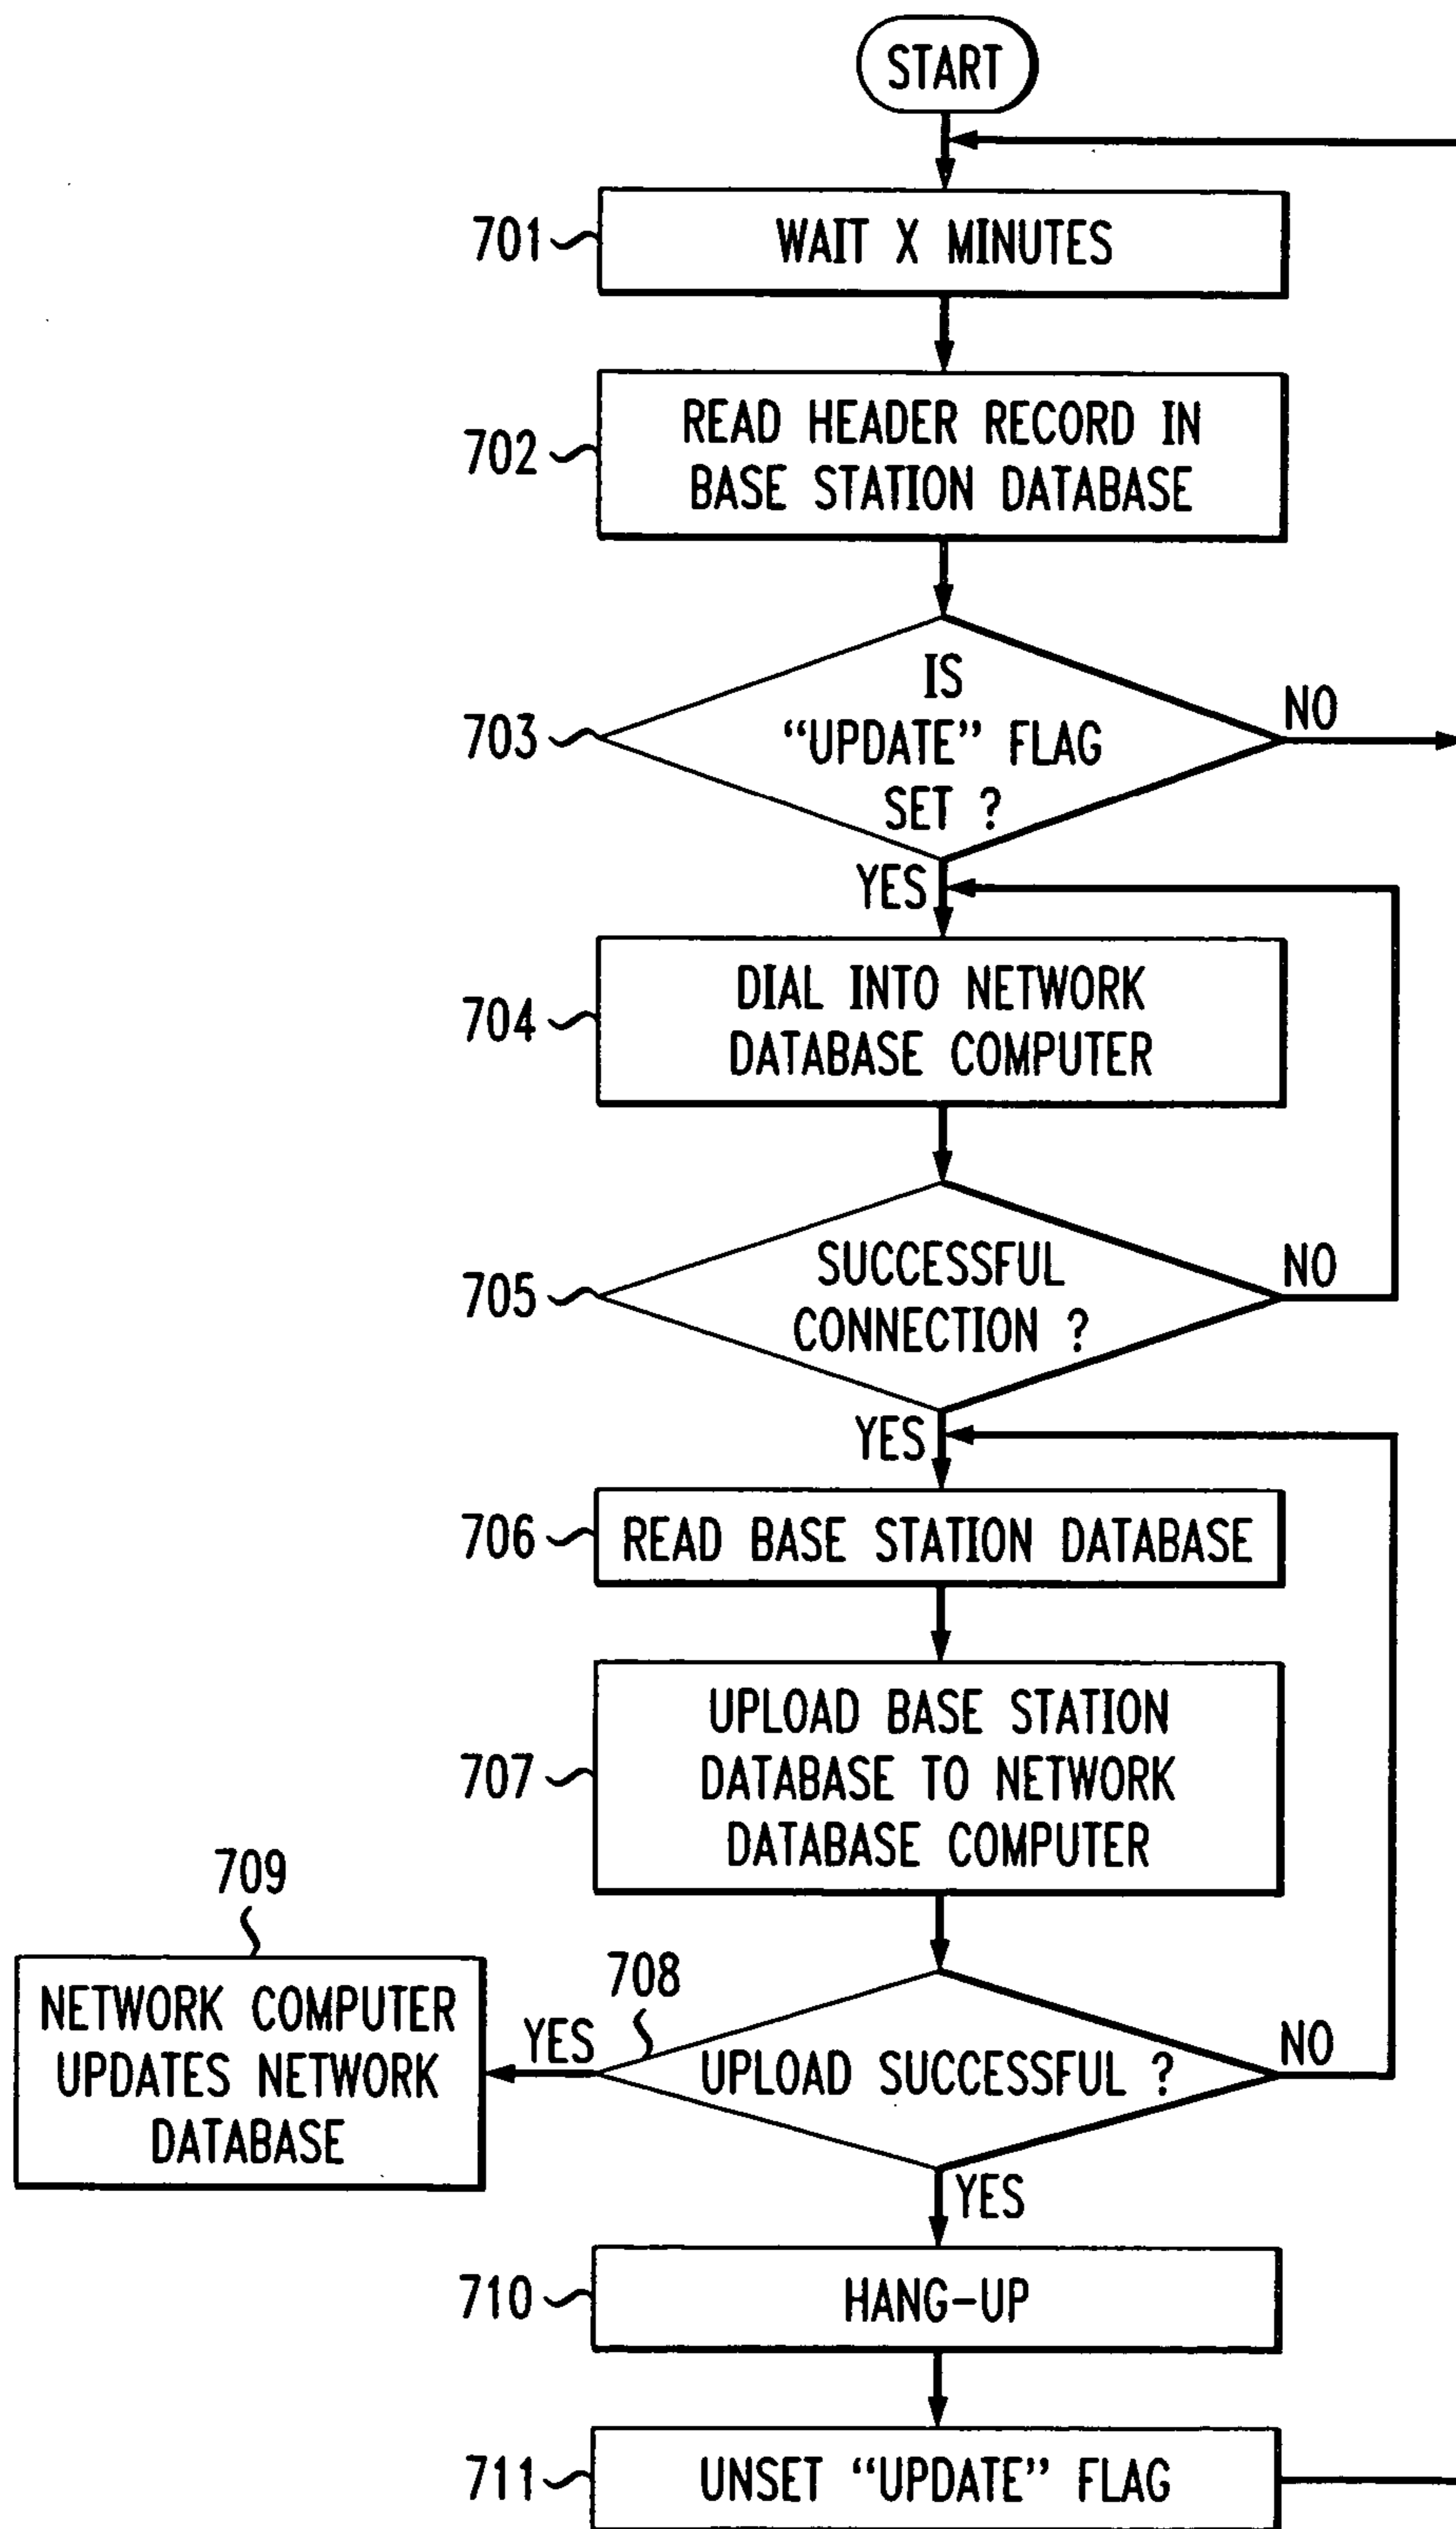 START
701
WAIT X MINUTES
702
READ HEADER RECORD IN
BASE STATION DATABASE
703
IS
“UPDATE” FLAG
SET ?
NO
YES
704
DIAL INTO NETWORK
DATABASE COMPUTER
705
SUCCESSFUL
CONNECTION ?
NO
YES
706
READ BASE STATION DATABASE
707
UPLOAD BASE STATION
DATABASE TO NETWORK
DATABASE COMPUTER
709
NETWORK COMPUTER
UPDATES NETWORK
DATABASE
YES
708
UPLOAD SUCCESSFUL ?
NO
YES
710
HANG-UP
711
UNSET “UPDATE” FLAG